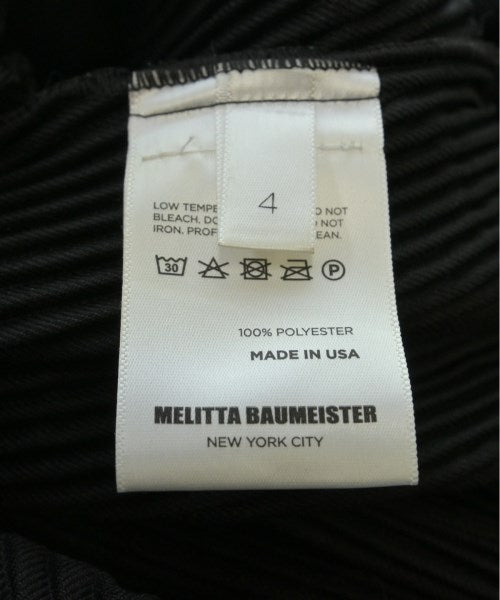 4
LOW TEMPE NOT
BLEACH. DO NOT
IRON. PROF EAN.
30
P
100% POLYESTER
MADE IN USA
MELITTA BAUMEISTER
NEW YORK CITY